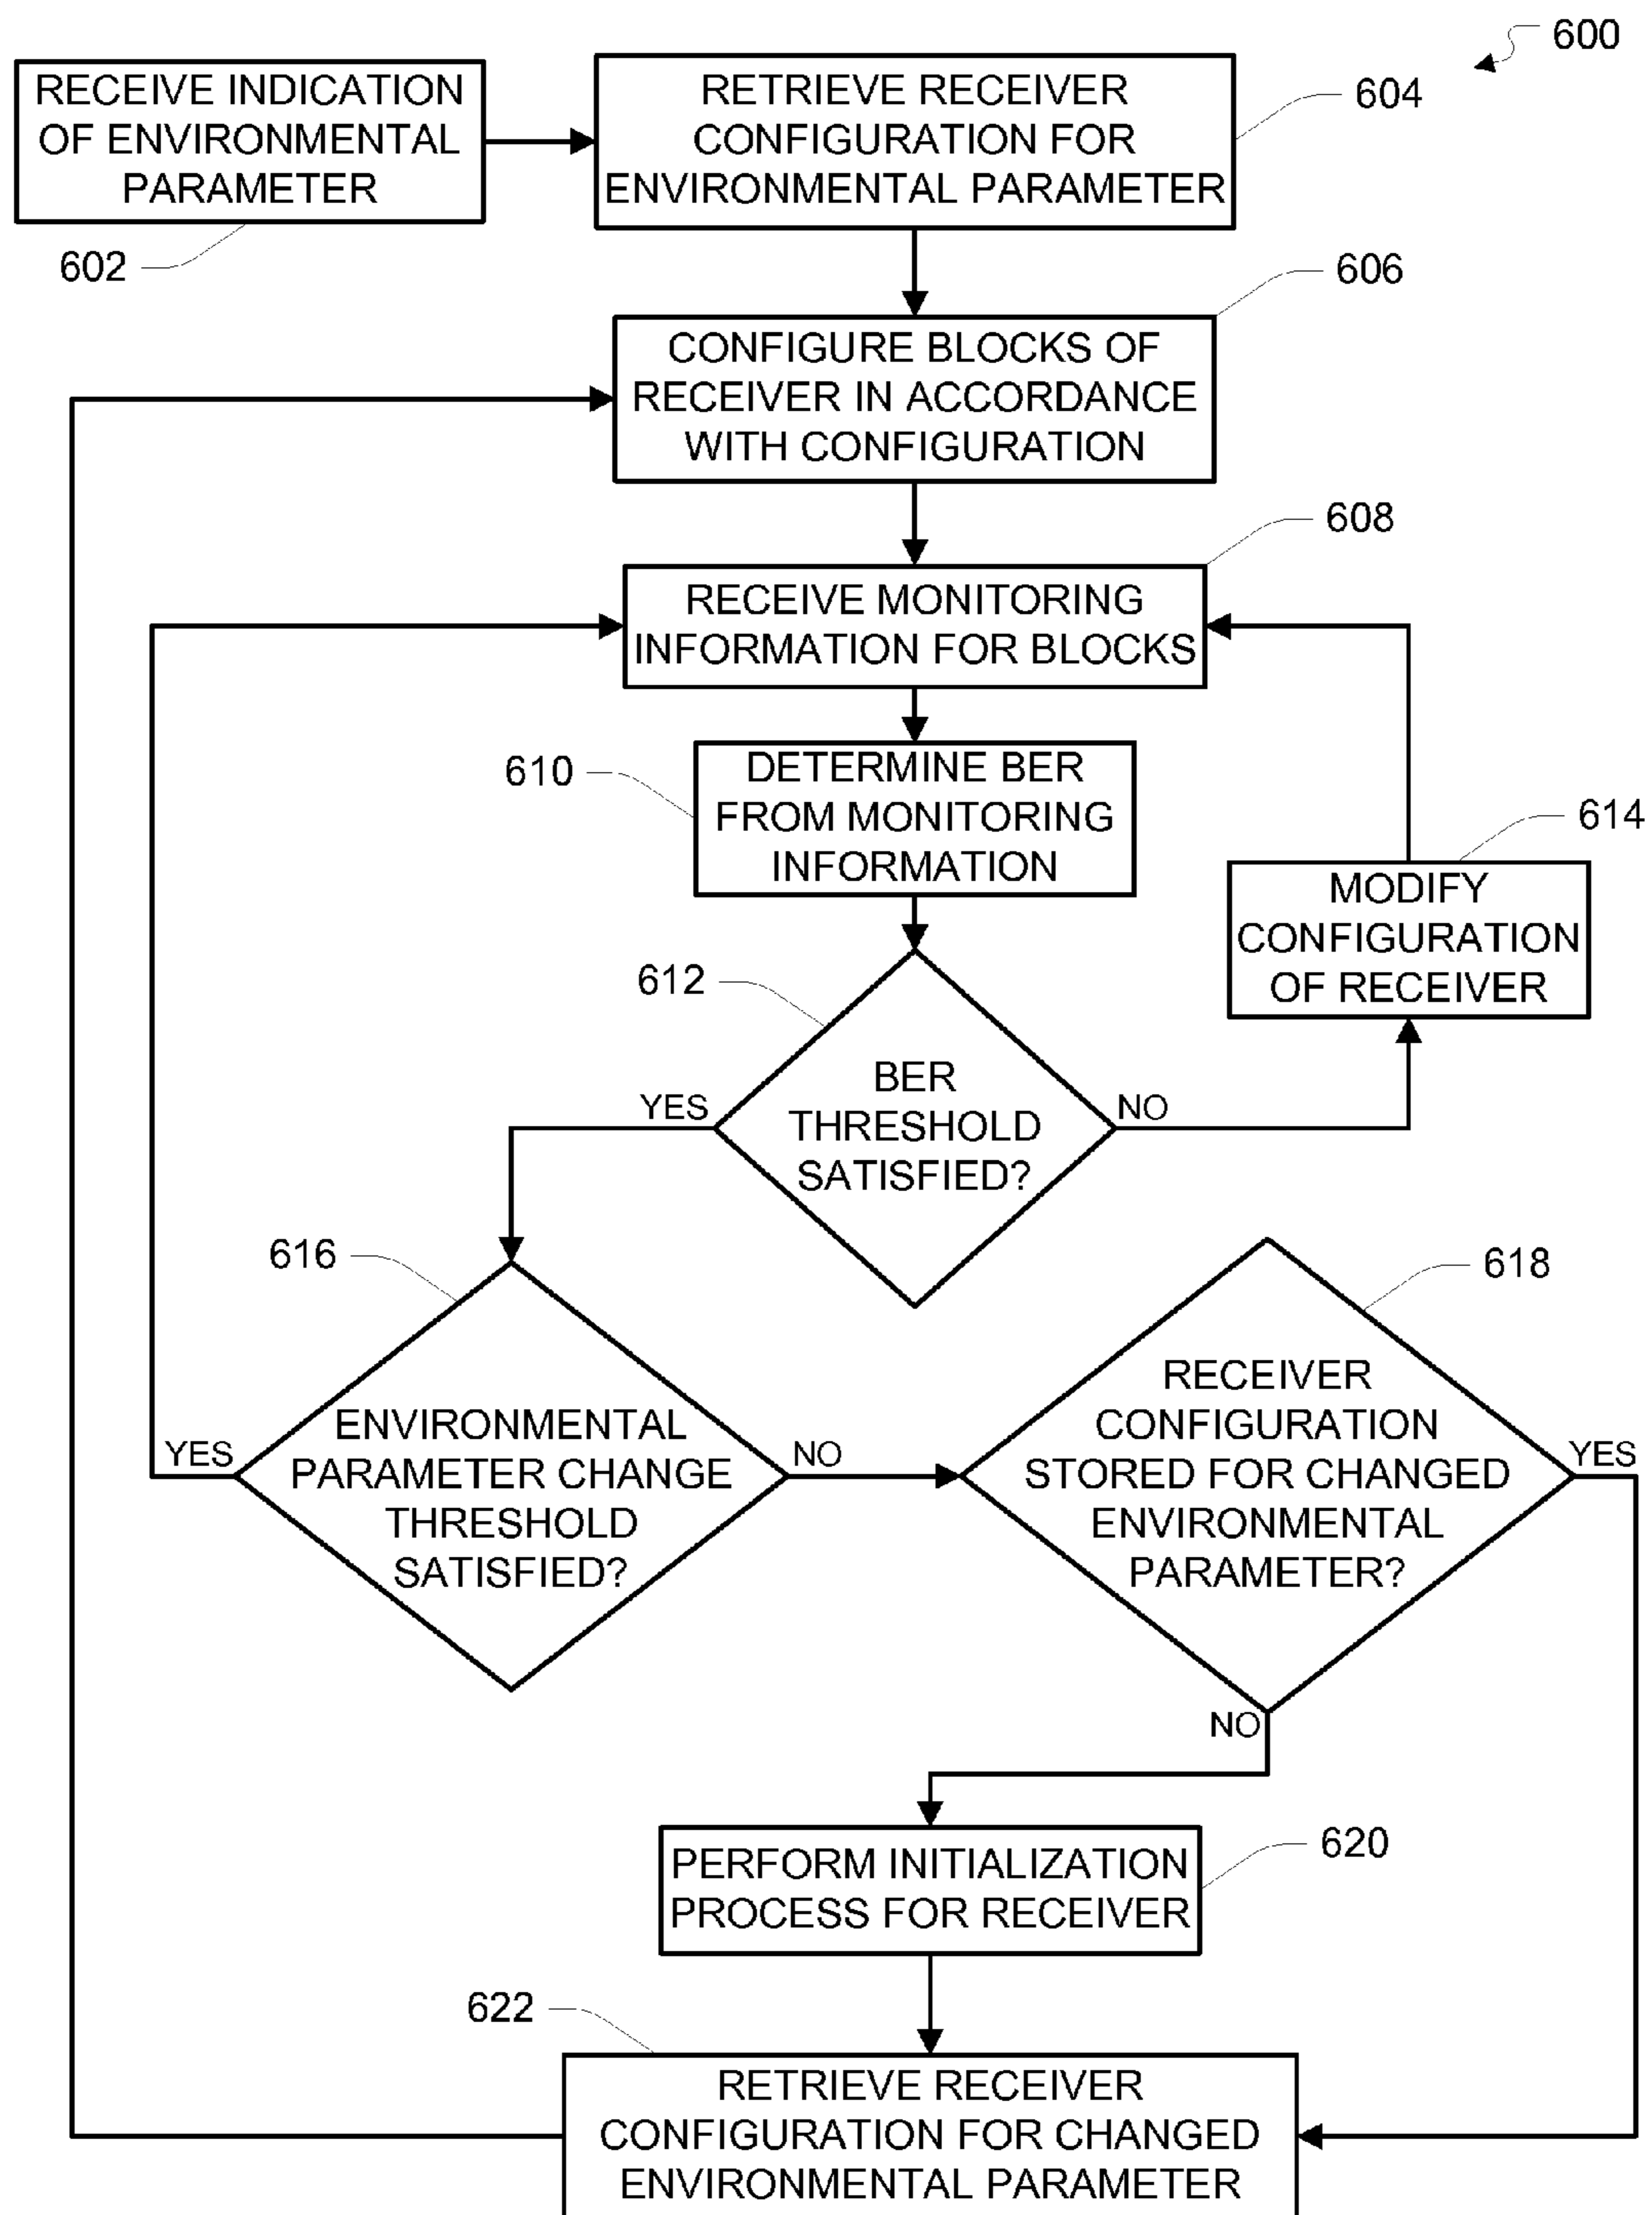 600
RECEIVE INDICATION
OF ENVIRONMENTAL
PARAMETER
602
RETRIEVE RECEIVER
CONFIGURATION FOR
ENVIRONMENTAL PARAMETER
604
606
CONFIGURE BLOCKS OF
RECEIVER IN ACCORDANCE
WITH CONFIGURATION
608
RECEIVE MONITORING
INFORMATION FOR BLOCKS
610
DETERMINE BER
FROM MONITORING
INFORMATION
614
MODIFY
CONFIGURATION
OF RECEIVER
612
BER
THRESHOLD
SATISFIED?
YES
NO
616
ENVIRONMENTAL
PARAMETER CHANGE
THRESHOLD
SATISFIED?
YES
NO
618
RECEIVER
CONFIGURATION
STORED FOR CHANGED
ENVIRONMENTAL
PARAMETER?
YES
NO
PERFORM INITIALIZATION
PROCESS FOR RECEIVER
620
622
RETRIEVE RECEIVER
CONFIGURATION FOR CHANGED
ENVIRONMENTAL PARAMETER